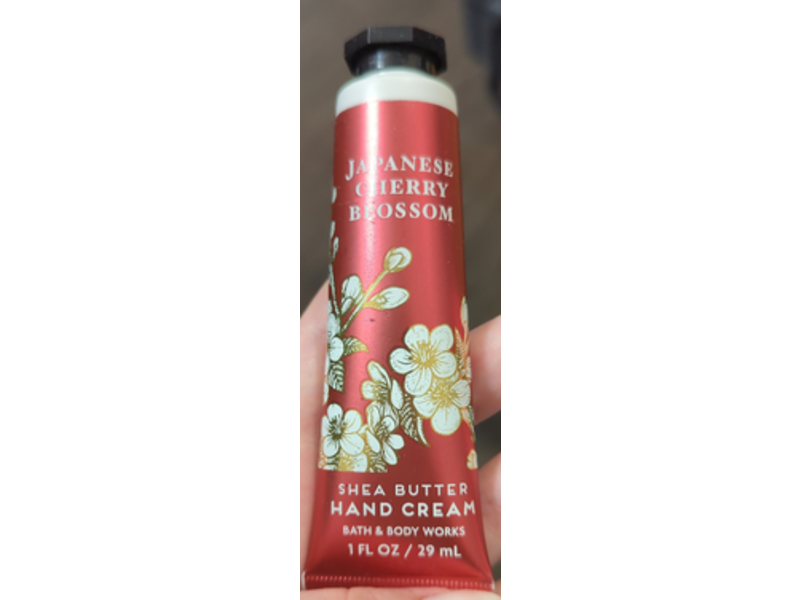 JAPANESE
CHERRY
BLOSSOM
SHEA BUTTER
HAND CREAM
BATH & BODY WORKS
1 FL OZ / 29 mL